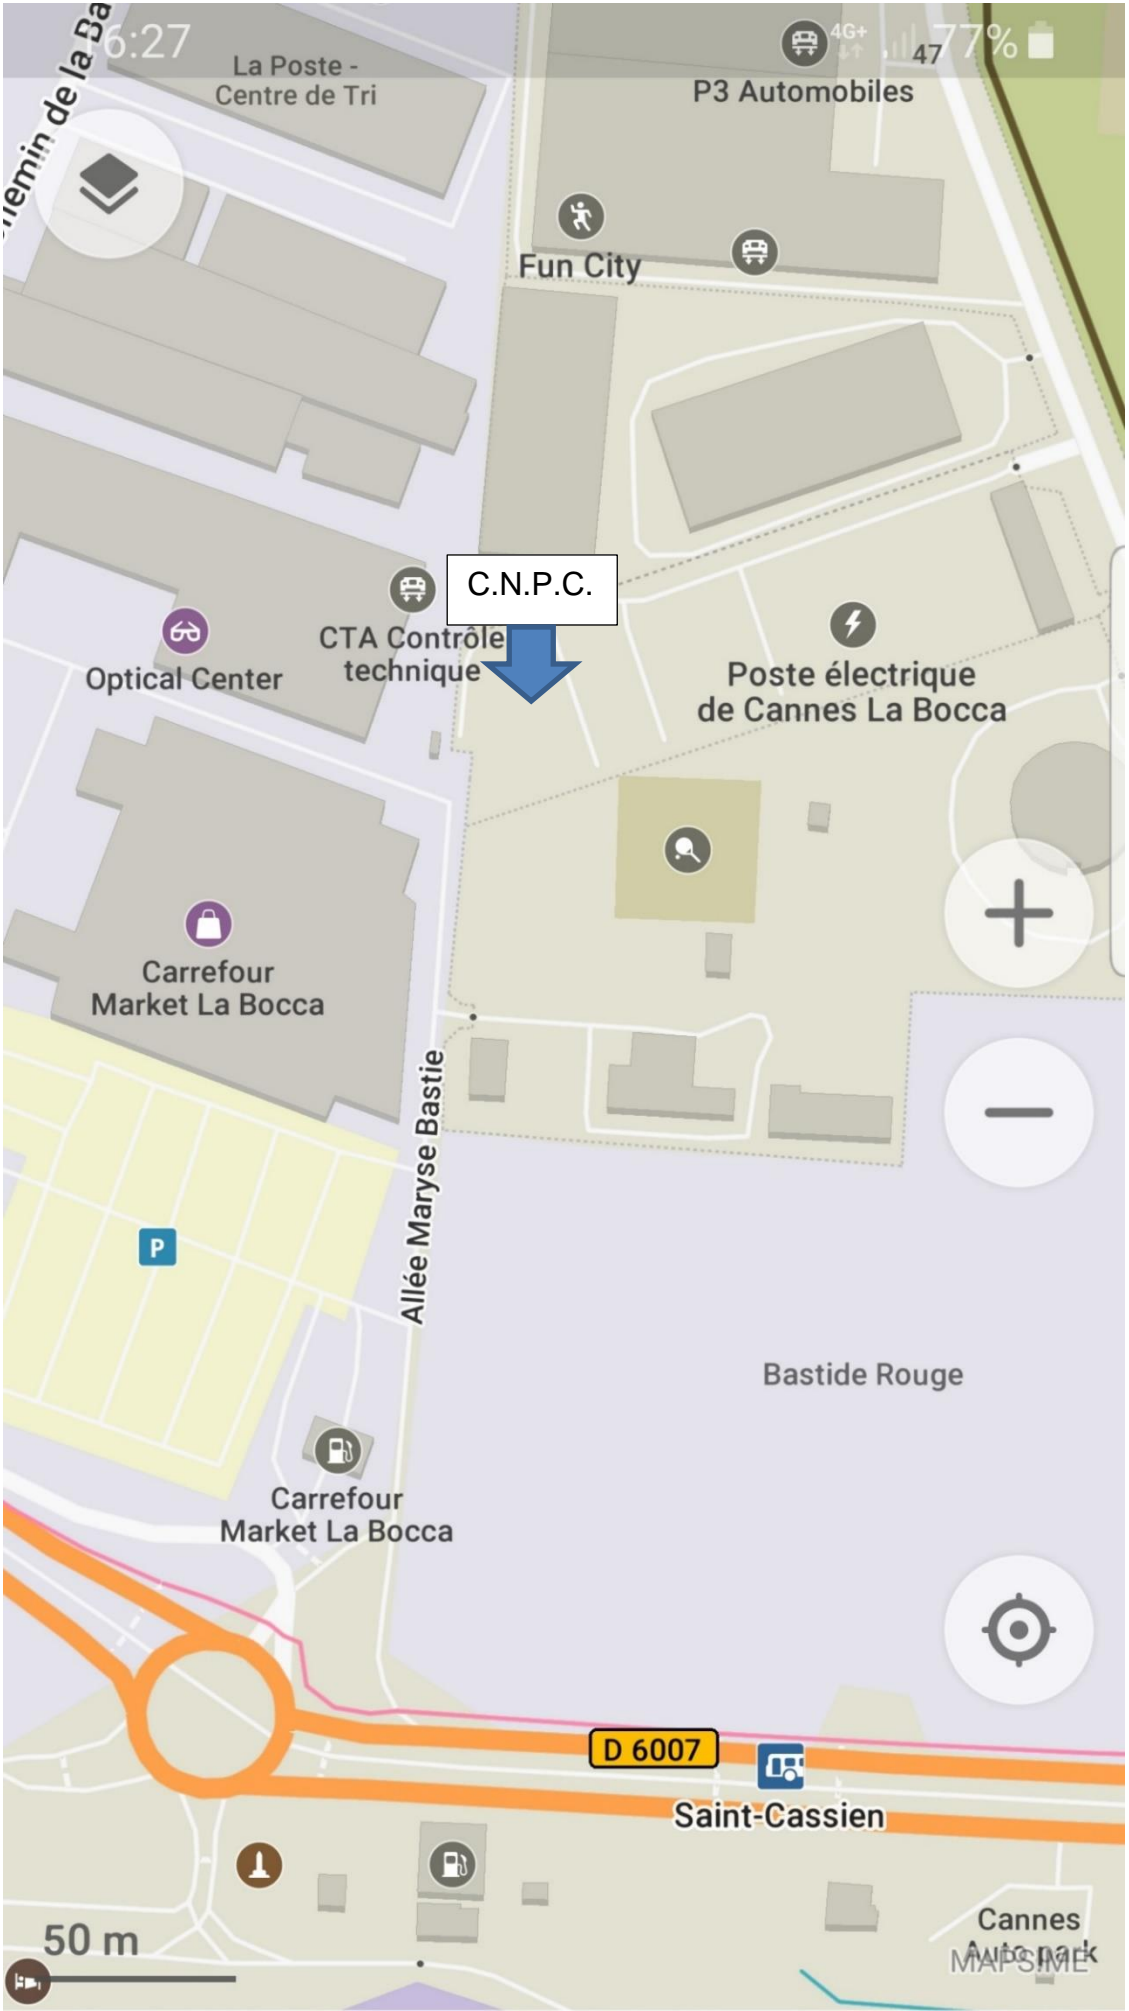 6:27
4G+
77%
47
La Poste -
Centre de Tri
P3 Automobiles
Fun City
C.N.P.C.
CTA Contrôle
technique
Optical Center
Poste électrique
de Cannes La Bocca
Carrefour
Market La Bocca
Allée Maryse Bastie
P
Bastide Rouge
Carrefour
Market La Bocca
D 6007
Saint-Cassien
50 m
Cannes
Auto park
MAPS.ME